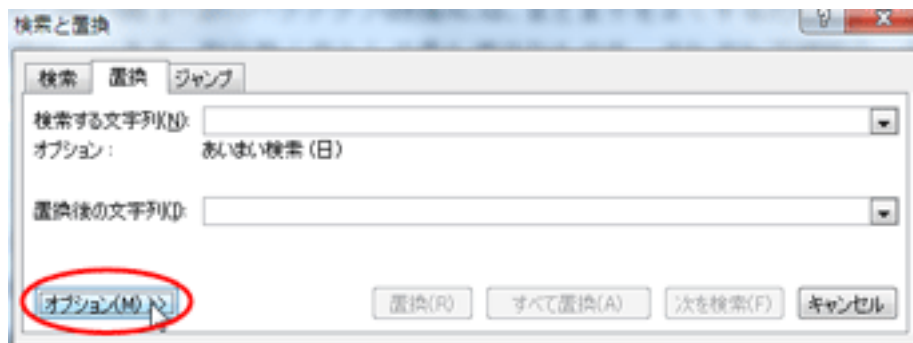 検索と置換
検索 置換 ジャンプ
検索する文字列(N):
オプション： あいまい検索 (日)
置換後の文字列(I):
オプション(M) >> 置換(R) すべて置換(A) 次を検索(F) キャンセル